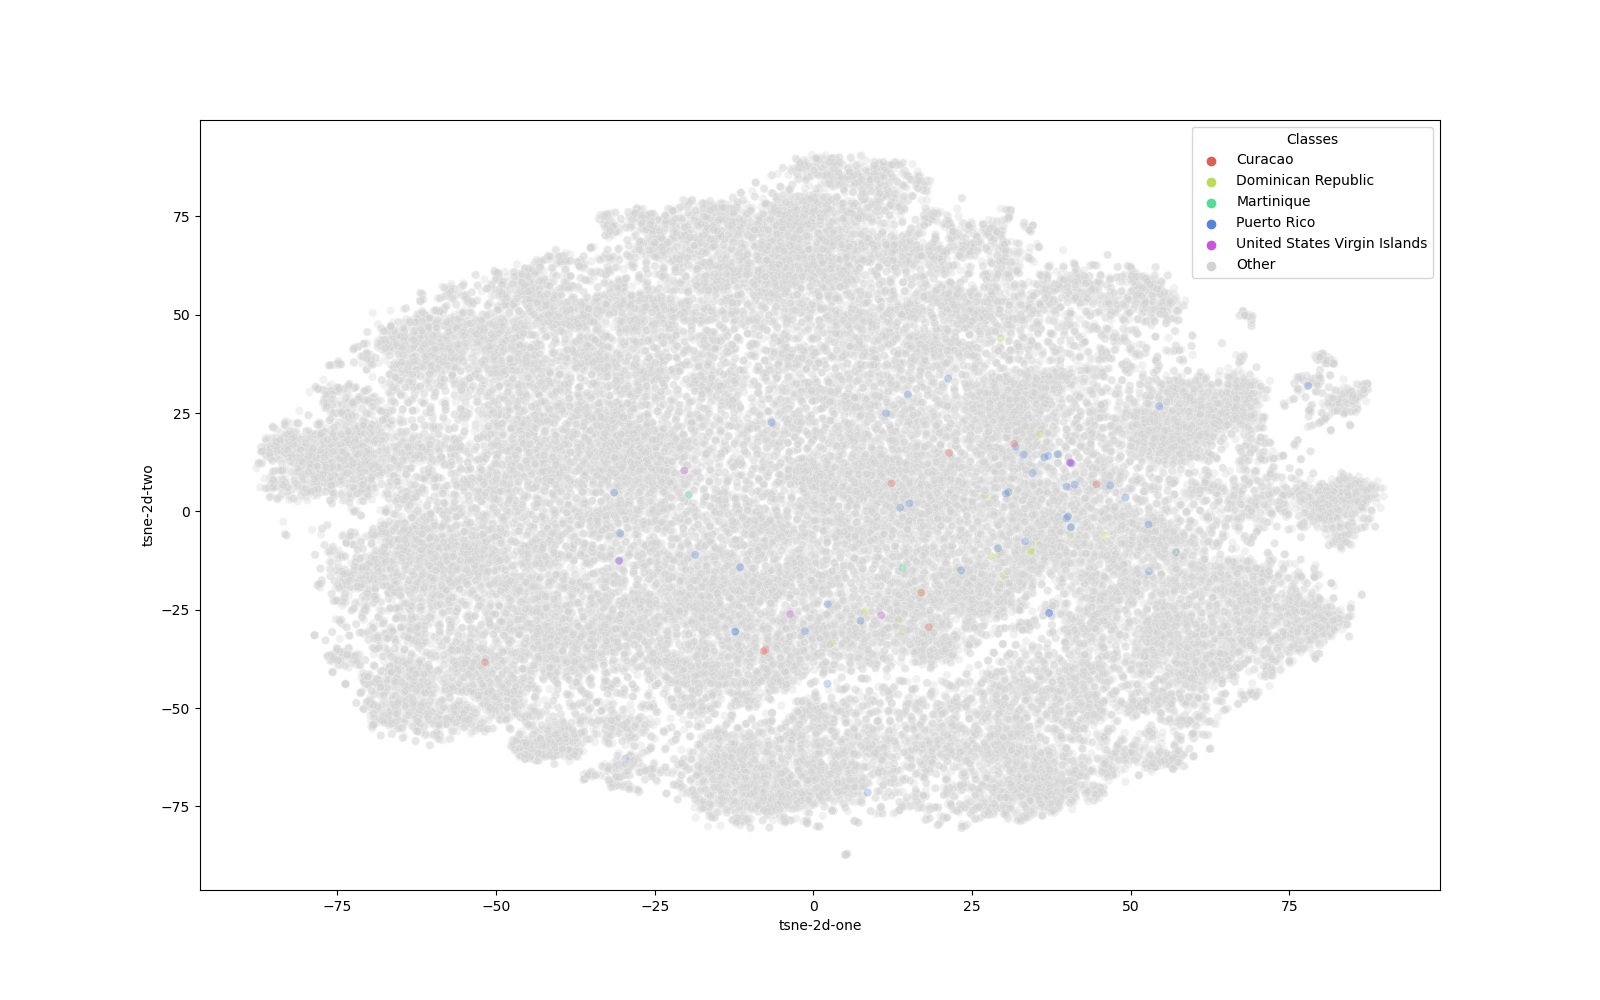 Classes
Curacao
Dominican Republic
Martinique
Puerto Rico
United States Virgin Islands
Other
75
50
25
0
−25
−50
−75
tsne-2d-two
−75
−50
−25
0
25
50
75
tsne-2d-one